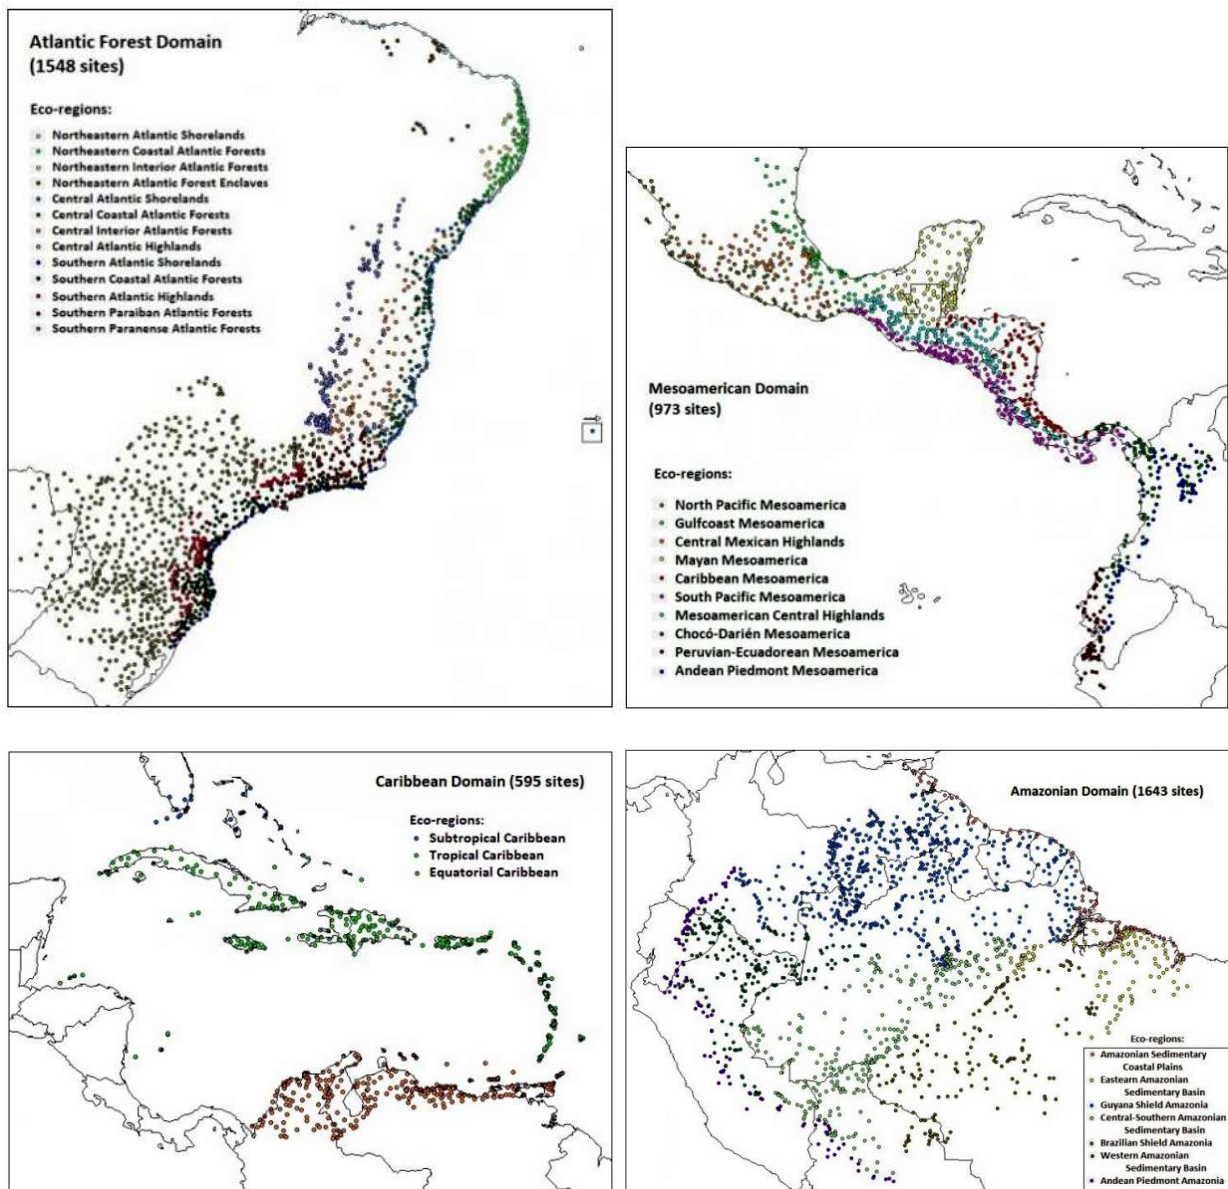 Atlantic Forest Domain
(1548 sites)
Eco-regions:
Northeastern Atlantic Shorelands
Northeastern Coastal Atlantic Forests
Northeastern Interior Atlantic Forests
Northeastern Atlantic Forest Enclaves
Central Atlantic Shorelands
Central Coastal Atlantic Forests
Central Interior Atlantic Forests
Central Atlantic Highlands
Southern Atlantic Shorelands
Southern Coastal Atlantic Forests
Southern Atlantic Highlands
Southern Paraiban Atlantic Forests
Southern Paranense Atlantic Forests
Mesoamerican Domain
(973 sites)
Eco-regions:
North Pacific Mesoamerica
Gulfcoast Mesoamerica
Central Mexican Highlands
Mayan Mesoamerica
Caribbean Mesoamerica
South Pacific Mesoamerica
Mesoamerican Central Highlands
Chocó-Darién Mesoamerica
Peruvian-Ecuadorean Mesoamerica
Andean Piedmont Mesoamerica
Caribbean Domain (595 sites)
Eco-regions:
Subtropical Caribbean
Tropical Caribbean
Equatorial Caribbean
Amazonian Domain (1643 sites)
Eco-regions:
Amazonian Sedimentary
Coastal Plains
Eastearn Amazonian
Sedimentary Basin
Guyana Shield Amazonia
Central-Southern Amazonian
Sedimentary Basin
Brazilian Shield Amazonia
Western Amazonian
Sedimentary Basin
Andean Piedmont Amazonia